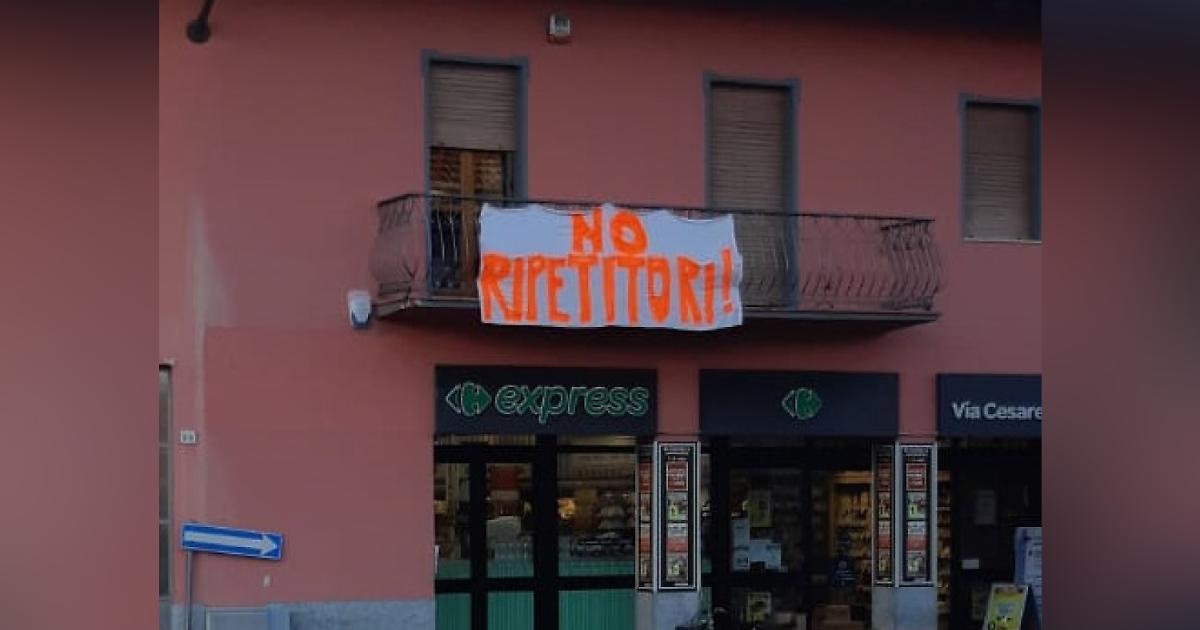 NO
RIPETITORI!
express
Via Cesare